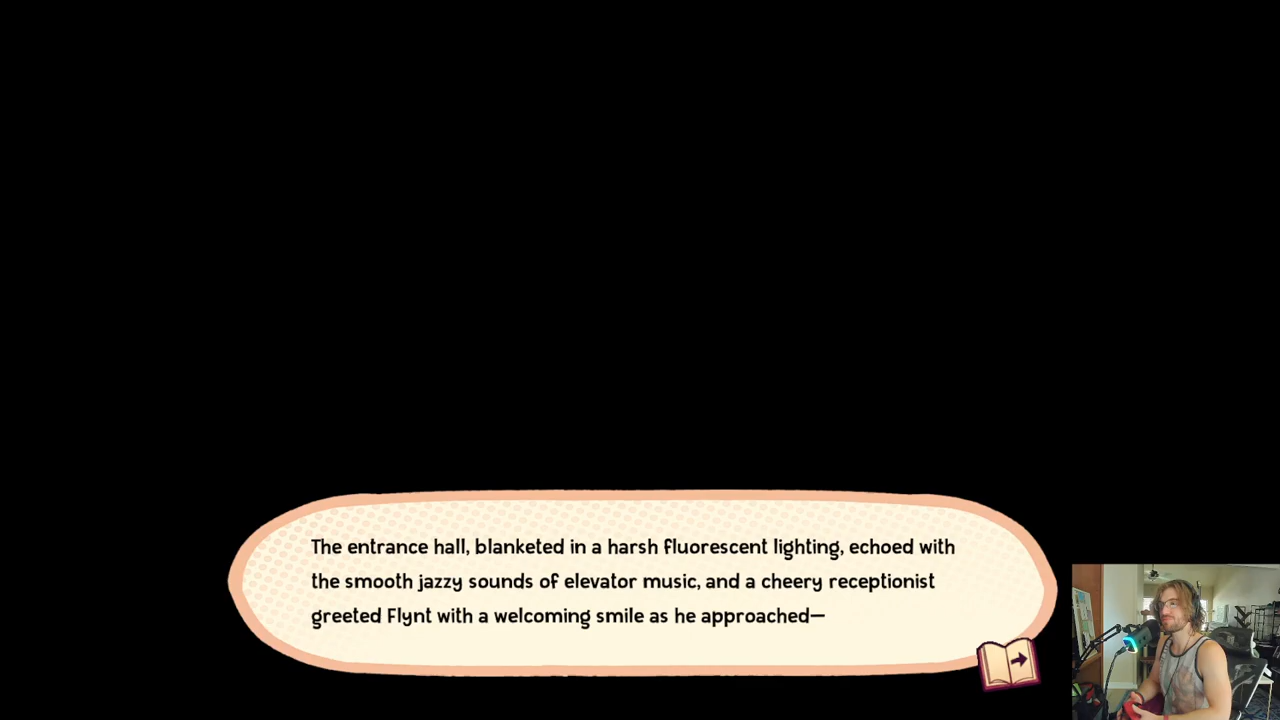 The entrance hall, blanketed in a harsh fluorescent lighting, echoed with
the smooth jazzy sounds of elevator music, and a cheery receptionist
greeted Flynt with a welcoming smile as he approached—